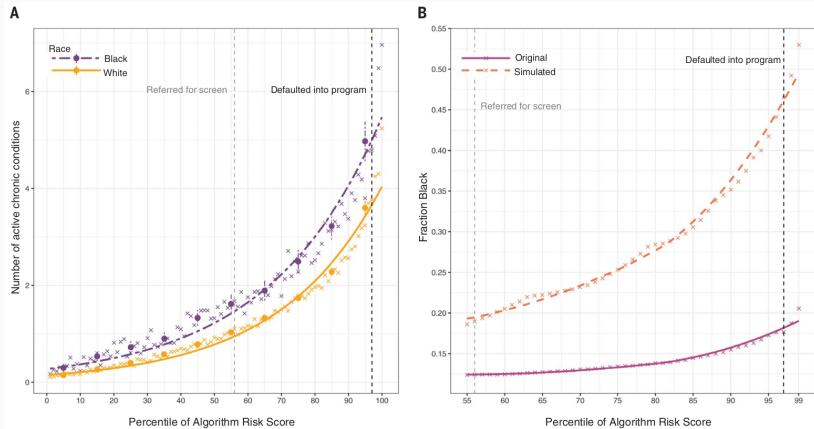 A
Race
Black
White
Referred for screen
Defaulted into program
Number of active chronic conditions
6
4
2
0
0 10 20 30 40 50 60 70 80 90 100
Percentile of Algorithm Risk Score
B
Original
Simulated
Defaulted into program
Referred for screen
Fraction Black
0.55
0.50
0.45
0.40
0.35
0.30
0.25
0.20
0.15
55 60 65 70 75 80 85 90 95 99
Percentile of Algorithm Risk Score